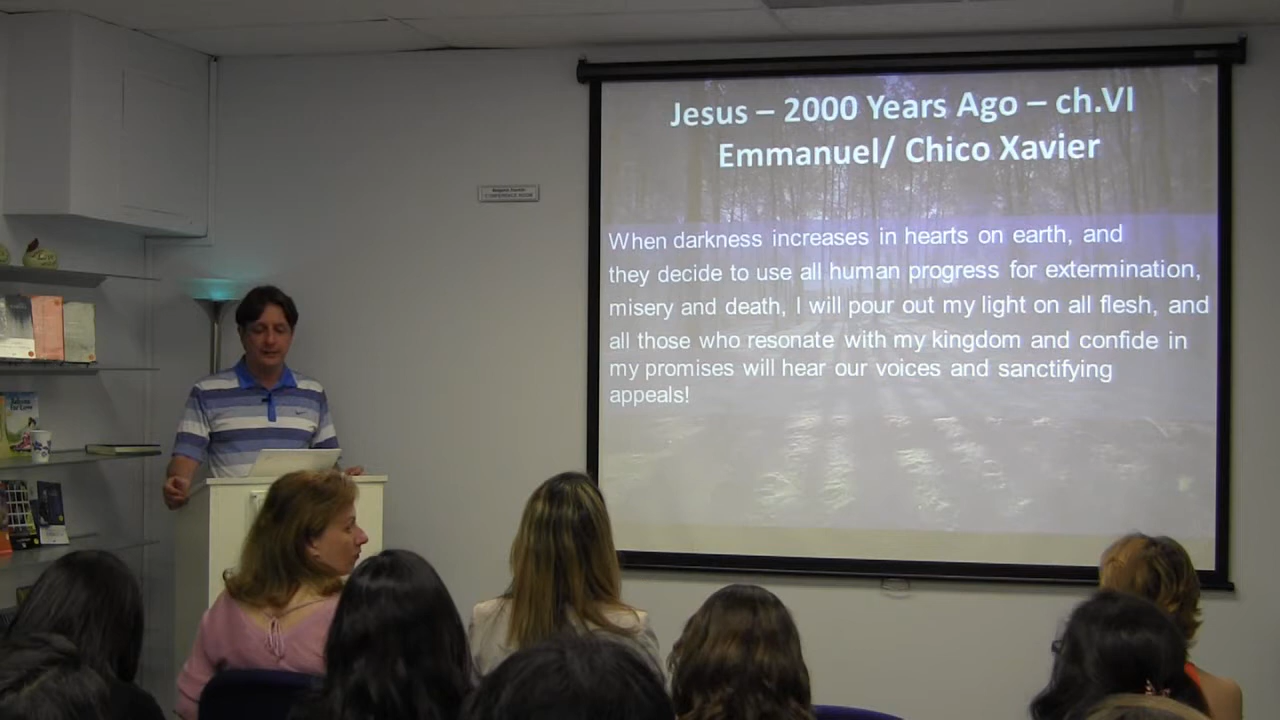 Jesus – 2000 Years Ago – ch.VI
Emmanuel/ Chico Xavier
When darkness increases in hearts on earth, and
they decide to use all human progress for extermination,
misery and death, I will pour out my light on all flesh, and
all those who resonate with my kingdom and confide in
my promises will hear our voices and sanctifying
appeals!
CONFERENCE ROOM